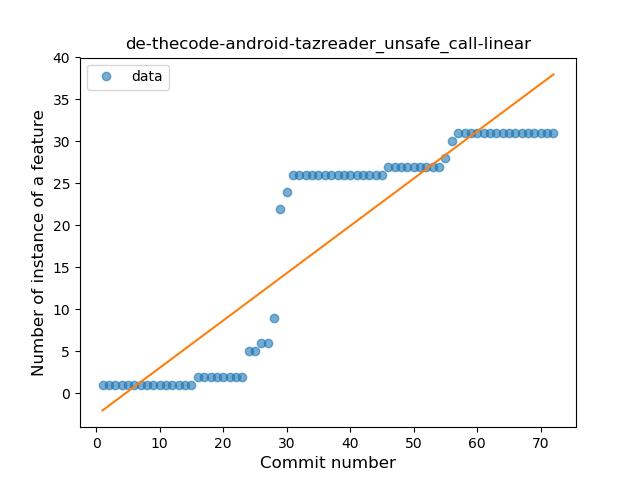 de-thecode-android-tazreader_unsafe_call-linear
data
Number of instance of a feature
40
35
30
25
20
15
10
5
0
0 10 20 30 40 50 60 70
Commit number